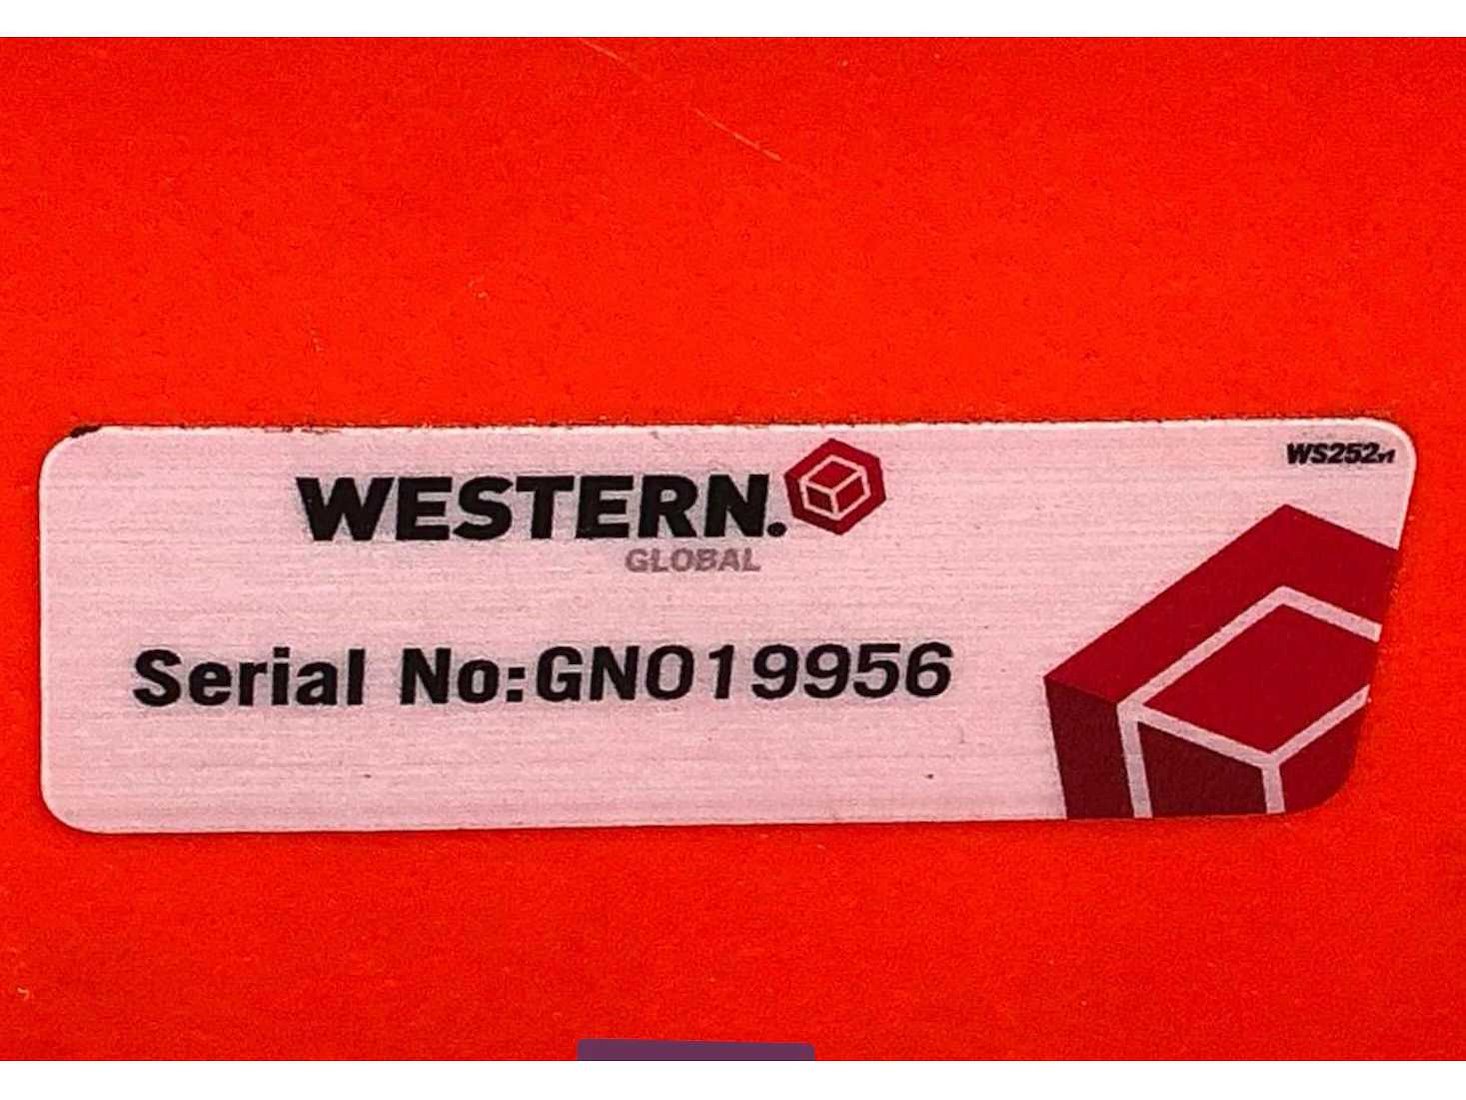 WS252v1
WESTERN.
GLOBAL
Serial No:GN019956